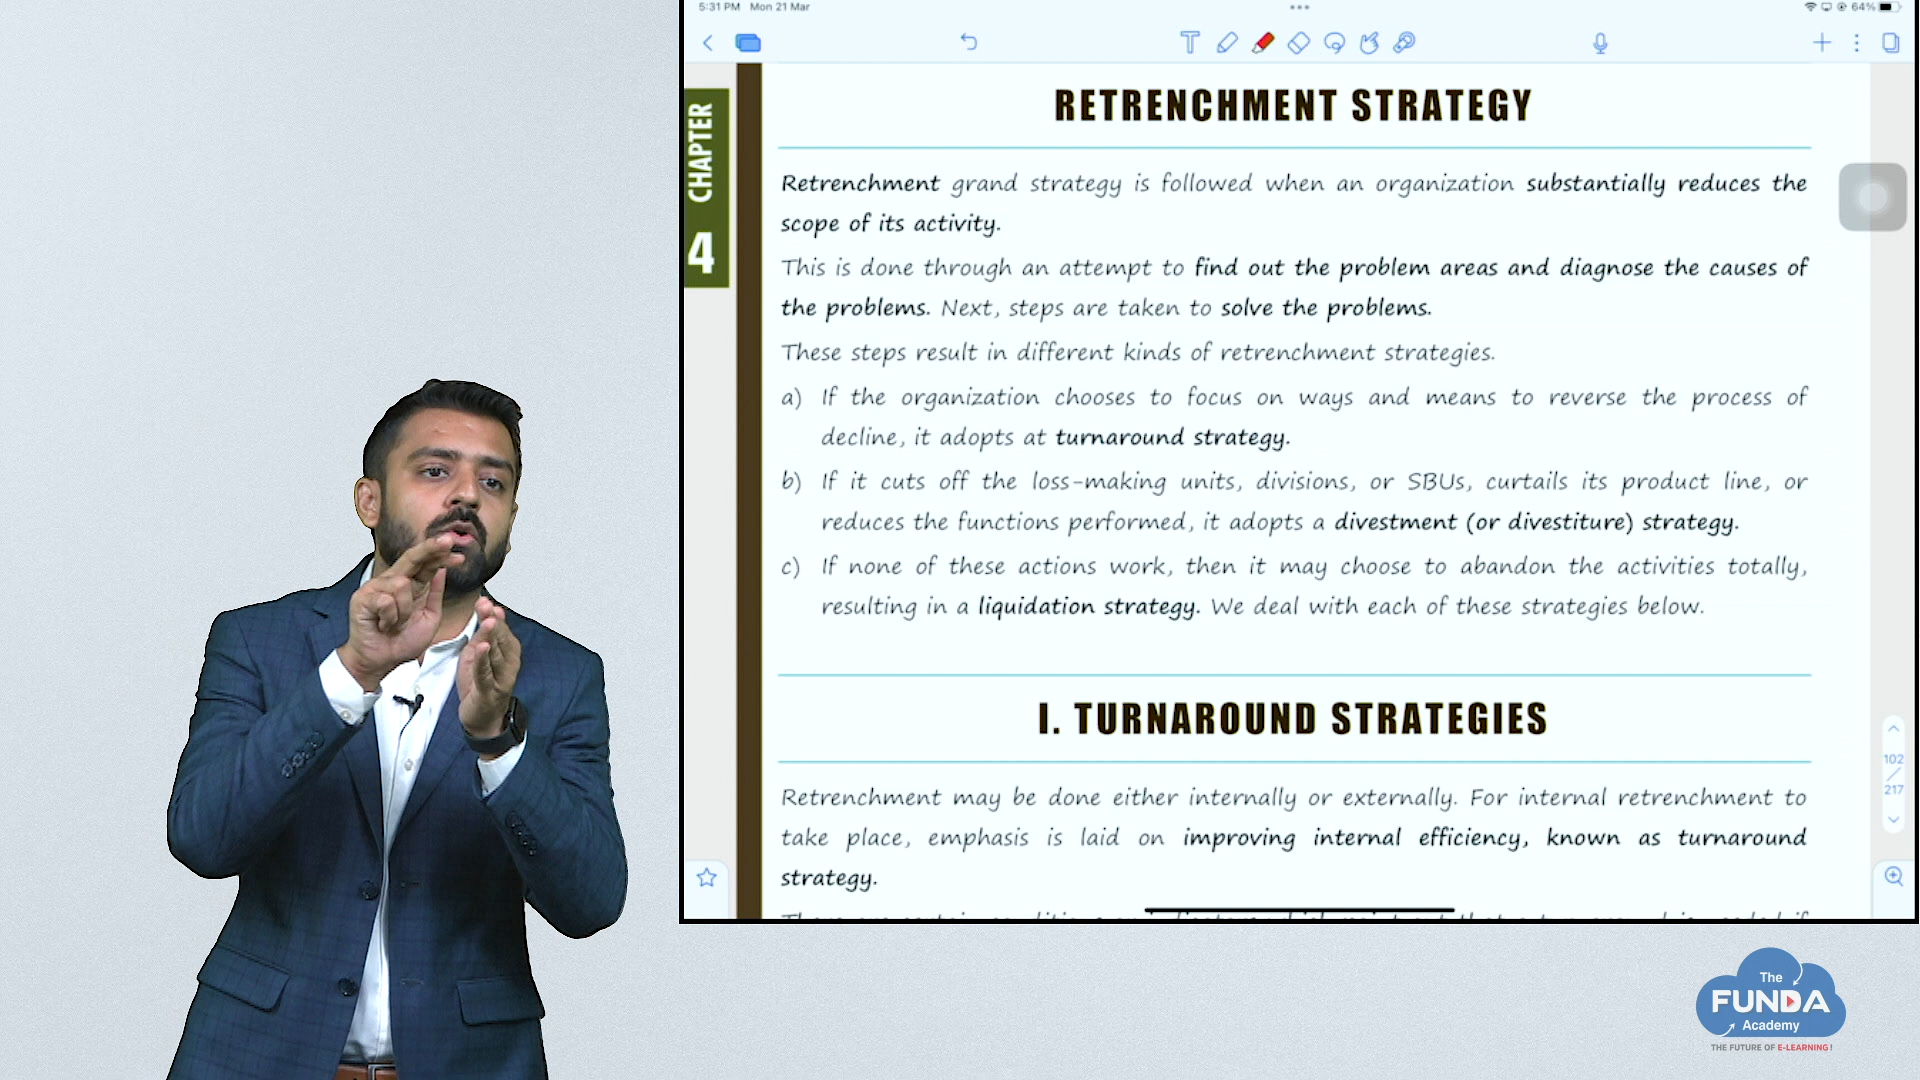 5:31 PM Mon 21 Mar
64%
CHAPTER
4
RETRENCHMENT STRATEGY
Retrenchment grand strategy is followed when an organization substantially reduces the
scope of its activity.
This is done through an attempt to find out the problem areas and diagnose the causes of
the problems. Next, steps are taken to solve the problems.
These steps result in different kinds of retrenchment strategies.
a) If the organization chooses to focus on ways and means to reverse the process of
decline, it adopts at turnaround strategy.
b) If it cuts off the loss-making units, divisions, or SBUs, curtails its product line, or
reduces the functions performed, it adopts a divestment (or divestiture) strategy.
c) If none of these actions work, then it may choose to abandon the activities totally,
resulting in a liquidation strategy. We deal with each of these strategies below.
I. TURNAROUND STRATEGIES
Retrenchment may be done either internally or externally. For internal retrenchment to
take place, emphasis is laid on improving internal efficiency, known as turnaround
strategy.
102
/
217
The
FUNDA
Academy
THE FUTURE OF E-LEARNING!